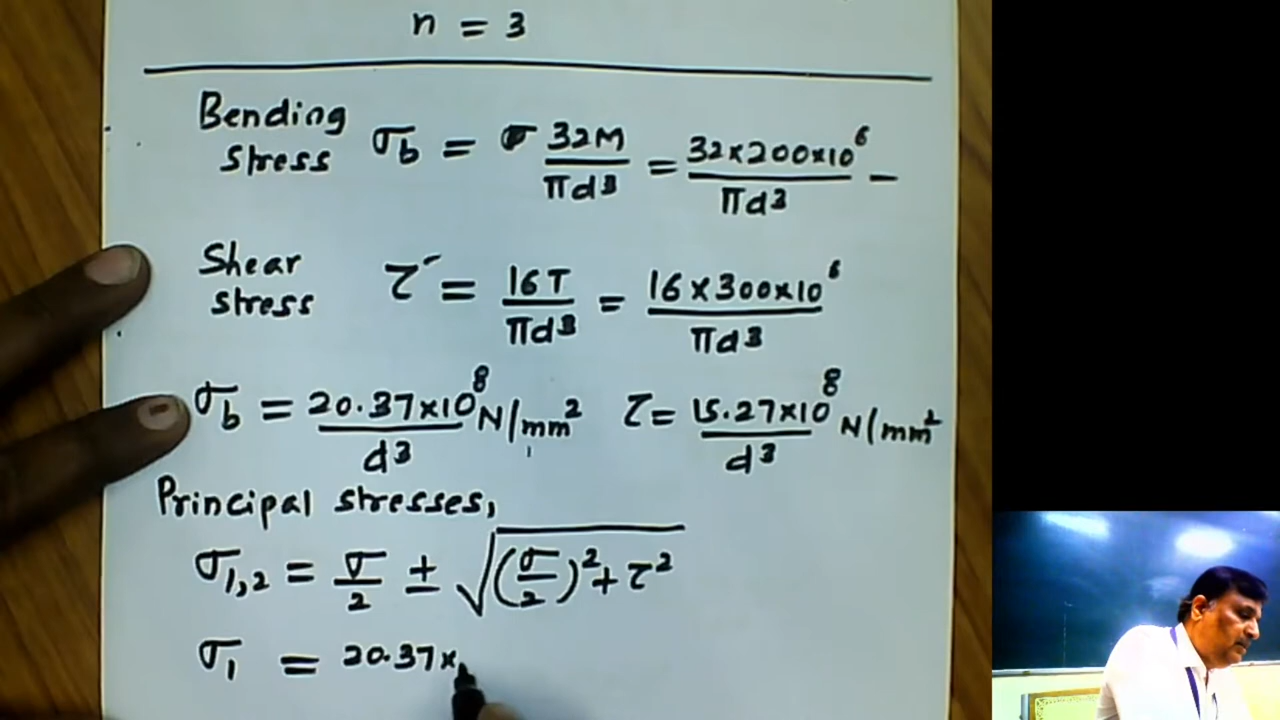 n = 3
Bending stress σb = σ 32M/πd³ = 32×200×10⁶/πd³ –
Shear stress τ = 16T/πd³ = 16×300×10⁶/πd³
σb = 20.37×10⁸/d³ N/mm² τ = 15.27×10⁸/d³ N/mm²
Principal stresses,
σ1,2 = σ/2 ± √((σ/2)² + τ²)
σ1 = 20.37×